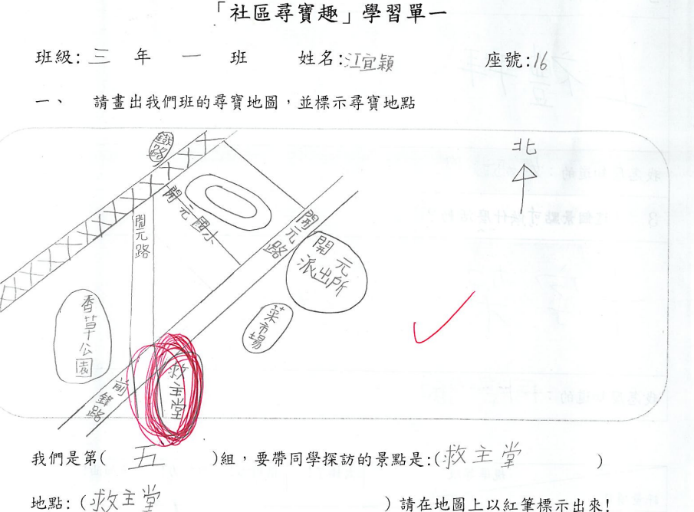 「社區尋寶趣」學習單一
班級: 三 年 一 班 姓名: 江宜穎 座號: 16
一、 請畫出我們班的尋寶地圖，並標示尋寶地點
北
鐵路
開元國小
開元路
開元路
開元派出所
菜市場
香草公園
救主堂
前鋒路
我們是第( 五 )組，要帶同學探訪的景點是:(救主堂 )
地點: (救主堂 ) 請在地圖上以紅筆標示出來!